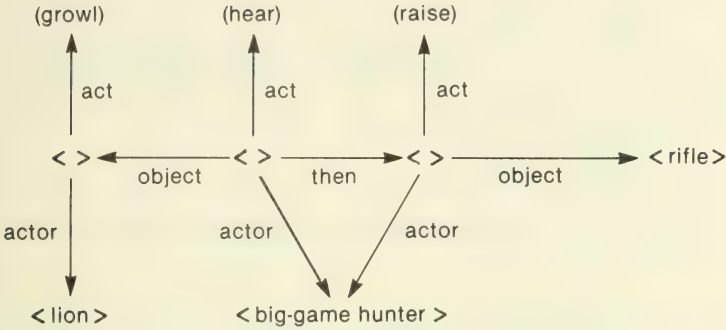 (growl) (hear) (raise)
act act act
< > < > < > <rifle>
object then object
actor actor actor
<lion> <big-game hunter>